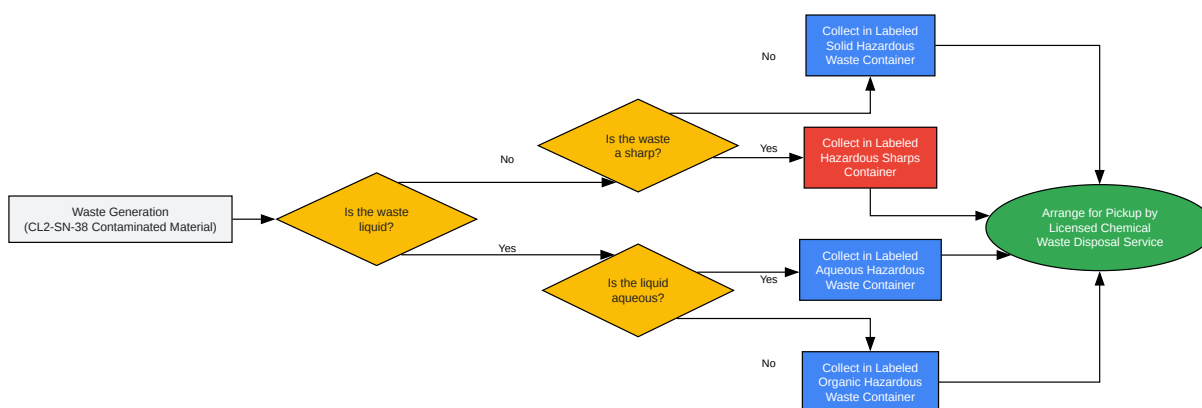 Collect in Labeled
Solid Hazardous
Waste Container
No
Is the waste
a sharp?
Yes
Collect in Labeled
Hazardous Sharps
Container
No
Waste Generation
(CL2-SN-38 Contaminated Material)
Is the waste
liquid?
Arrange for Pickup by
Licensed Chemical
Waste Disposal Service
Yes
Is the liquid
aqueous?
Yes
Collect in Labeled
Aqueous Hazardous
Waste Container
No
Collect in Labeled
Organic Hazardous
Waste Container